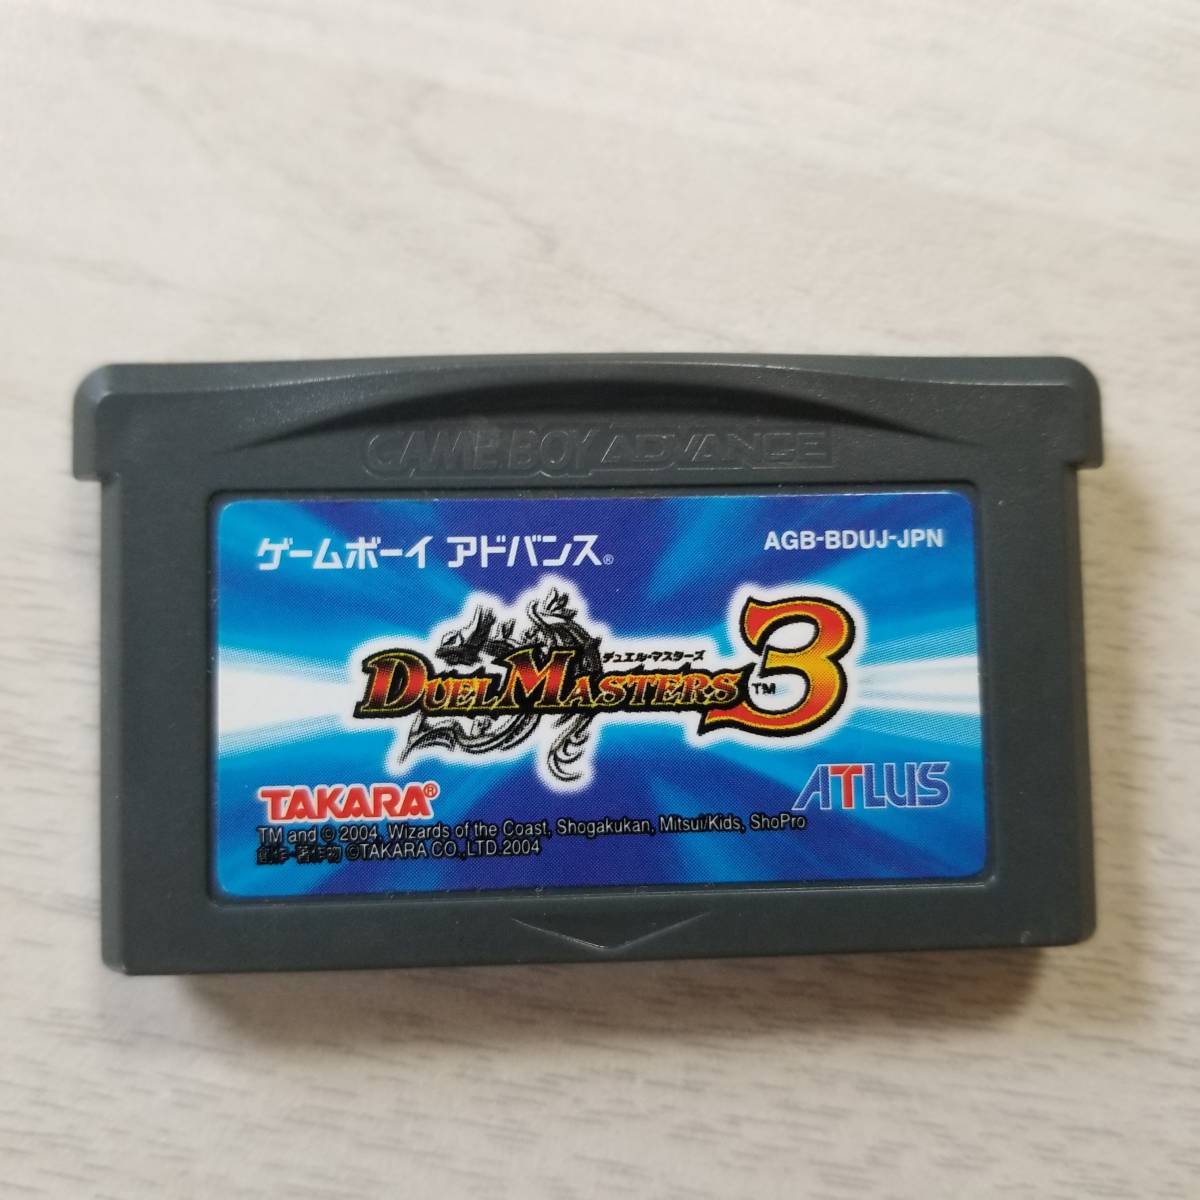 GAME BOY ADVANCE
ゲームボーイ アドバンス®
AGB-BDUJ-JPN
デュエル・マスターズ
DUEL MASTERS™ 3
TAKARA®
ATLUS
TM and © 2004, Wizards of the Coast, Shogakukan, Mitsui/Kids, ShoPro
©TAKARA CO.,LTD.2004